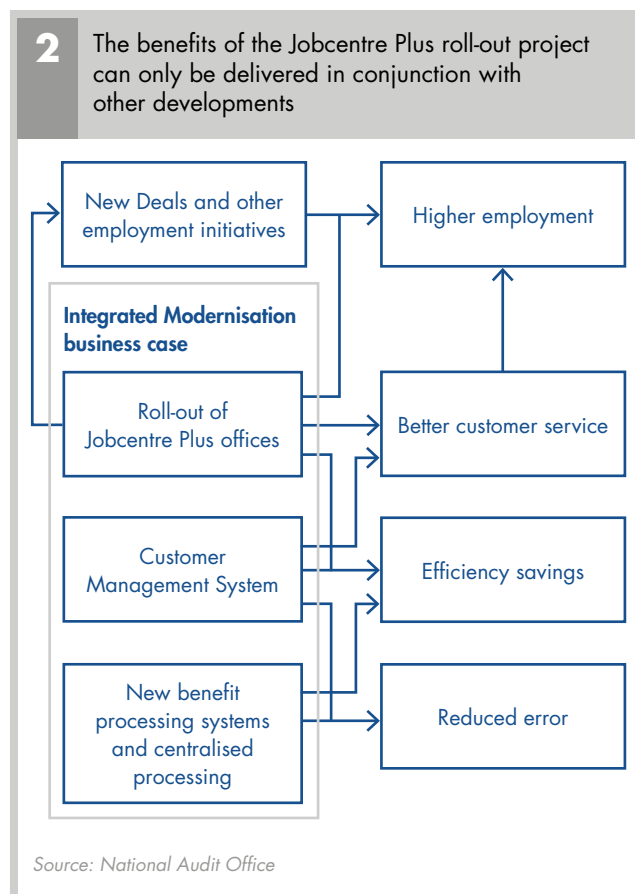 2
The benefits of the Jobcentre Plus roll-out project
can only be delivered in conjunction with
other developments
New Deals and other
employment initiatives
Higher employment
Integrated Modernisation
business case
Roll-out of
Jobcentre Plus offices
Better customer service
Customer
Management System
Efficiency savings
New benefit
processing systems
and centralised
processing
Reduced error
Source: National Audit Office